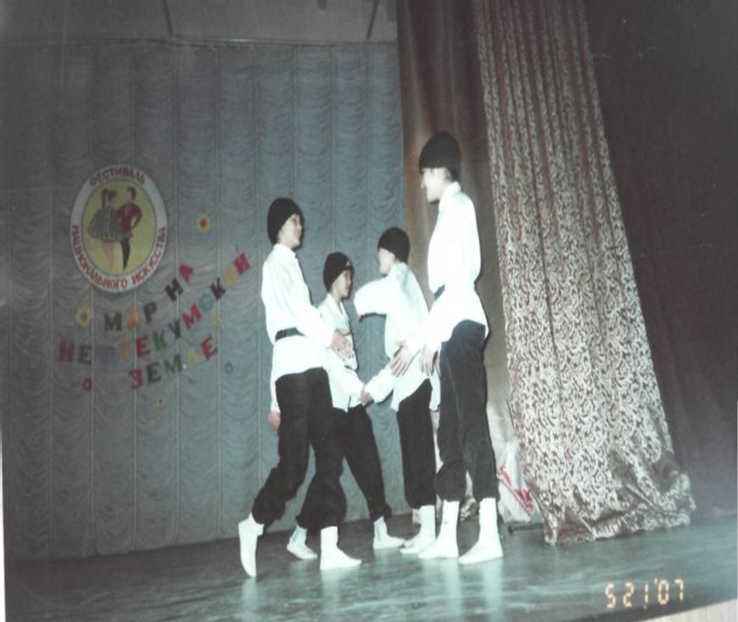 ФЕСТИВАЛЬ
НАЦИОНАЛЬНОГО ИСКУССТВА
МИР НА
НЕФТЕКУМСКОЙ
ЗЕМЛЕ
5 21 '07